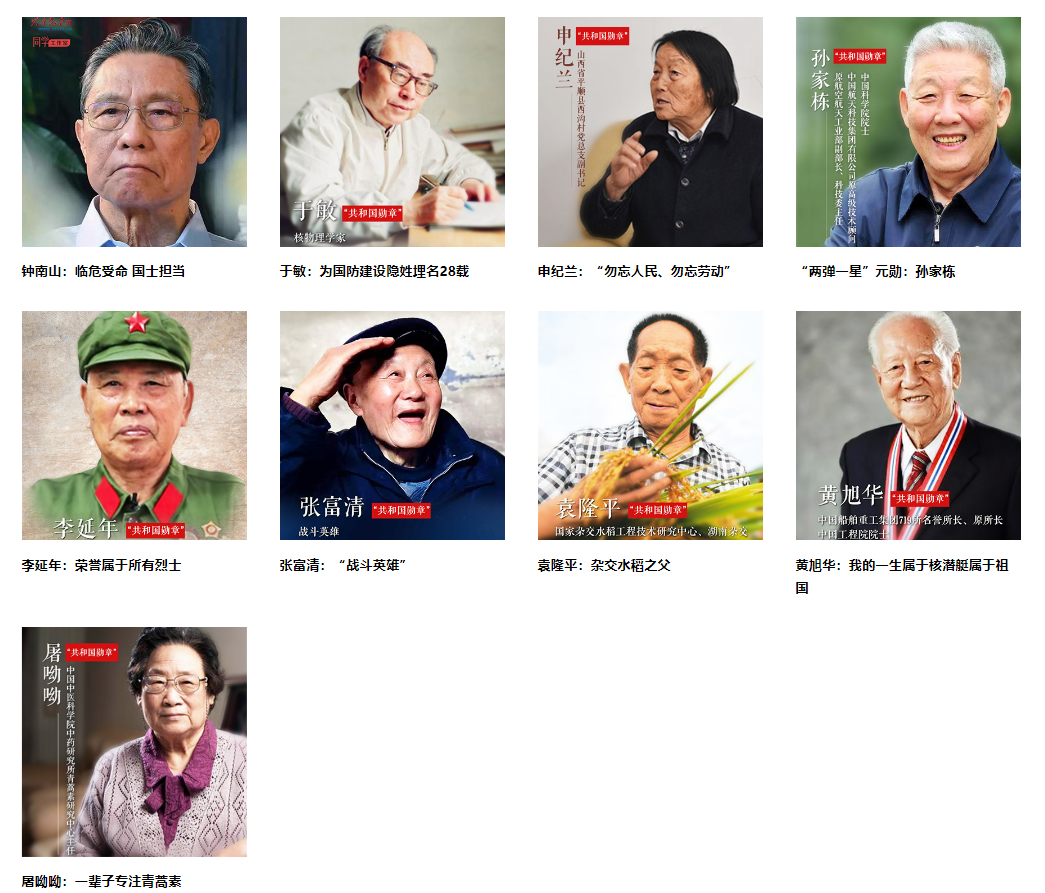 同学工作室
钟南山：临危受命 国士担当
于敏
“共和国勋章”
核物理学家
于敏：为国防建设隐姓埋名28载
申纪兰
“共和国勋章”
山西省平顺县西沟村党总支副书记
申纪兰：“勿忘人民、勿忘劳动”
孙家栋
“共和国勋章”
中国科学院院士
中国航天科技集团有限公司原高级技术顾问
原航空航天工业部副部长、科技委主任
“两弹一星”元勋：孙家栋
李延年
“共和国勋章”
李延年：荣誉属于所有烈士
张富清
“共和国勋章”
战斗英雄
张富清：“战斗英雄”
袁隆平
“共和国勋章”
国家杂交水稻工程技术研究中心、湖南杂交
袁隆平：杂交水稻之父
黄旭华
“共和国勋章”
中国船舶重工集团719所名誉所长、原所长
中国工程院院士
黄旭华：我的一生属于核潜艇属于祖
国
屠呦呦
“共和国勋章”
中国中医科学院中药研究所青蒿素研究中心主任
屠呦呦：一辈子专注青蒿素